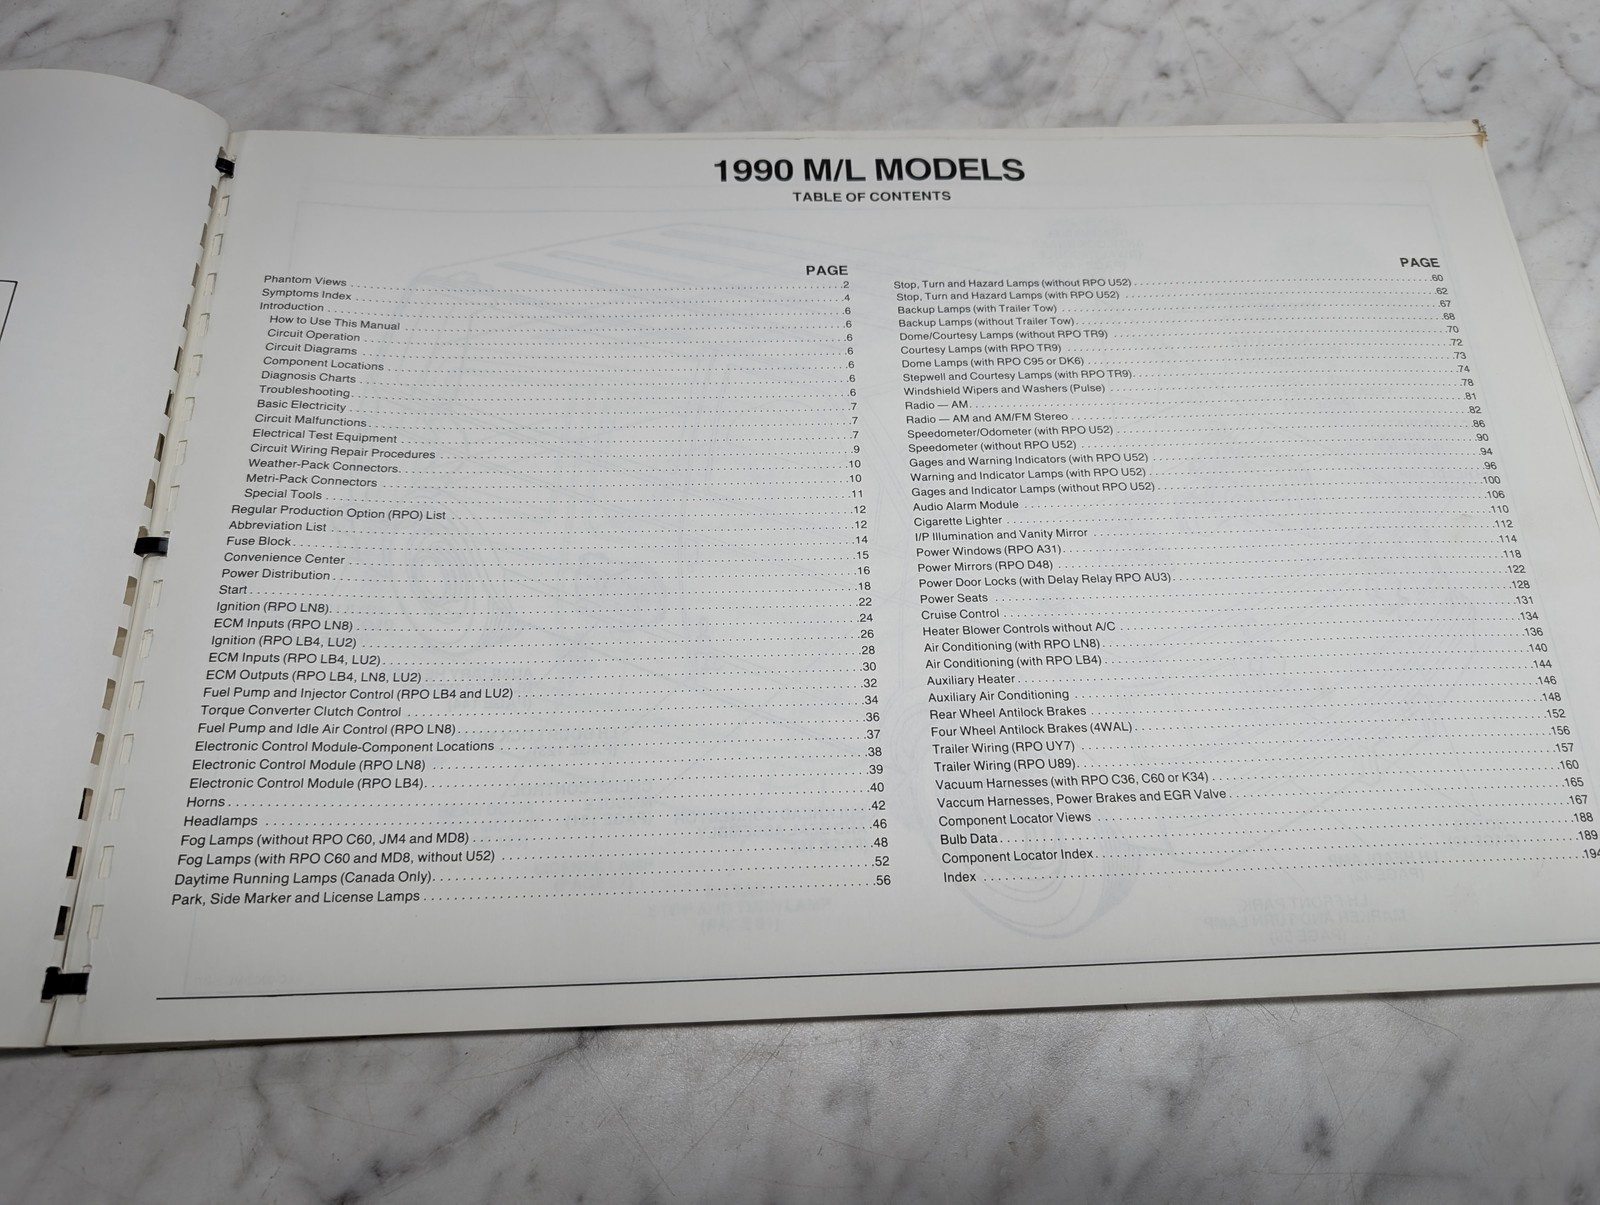 1990 M/L MODELS
TABLE OF CONTENTS
PAGE
Phantom Views . . . . . 2
Symptoms Index . . . . . 4
Introduction . . . . . 6
How to Use This Manual . . . . . 6
Circuit Operation . . . . . 6
Circuit Diagrams . . . . . 6
Component Locations . . . . . 6
Diagnosis Charts . . . . . 6
Troubleshooting . . . . . 6
Basic Electricity . . . . . 7
Circuit Malfunctions . . . . . 7
Electrical Test Equipment . . . . . 7
Circuit Wiring Repair Procedures . . . . . 9
Weather-Pack Connectors . . . . . 10
Metri-Pack Connectors . . . . . 10
Special Tools . . . . . 11
Regular Production Option (RPO) List . . . . . 12
Abbreviation List . . . . . 12
Fuse Block . . . . . 14
Convenience Center . . . . . 15
Power Distribution . . . . . 16
Start . . . . . 18
Ignition (RPO LN8) . . . . . 22
ECM Inputs (RPO LN8) . . . . . 24
Ignition (RPO LB4, LU2) . . . . . 26
ECM Inputs (RPO LB4, LU2) . . . . . 28
ECM Outputs (RPO LB4, LN8, LU2) . . . . . 30
Fuel Pump and Injector Control (RPO LB4 and LU2) . . . . . 32
Torque Converter Clutch Control . . . . . 34
Fuel Pump and Idle Air Control (RPO LN8) . . . . . 36
Electronic Control Module-Component Locations . . . . . 37
Electronic Control Module (RPO LN8) . . . . . 38
Electronic Control Module (RPO LB4) . . . . . 39
Horns . . . . . 40
Headlamps . . . . . 42
Fog Lamps (without RPO C60, JM4 and MD8) . . . . . 46
Fog Lamps (with RPO C60 and MD8, without U52) . . . . . 48
Daytime Running Lamps (Canada Only) . . . . . 52
Park, Side Marker and License Lamps . . . . . 56
PAGE
Stop, Turn and Hazard Lamps (without RPO U52) . . . . . 60
Stop, Turn and Hazard Lamps (with RPO U52) . . . . . 62
Backup Lamps (with Trailer Tow) . . . . . 67
Backup Lamps (without Trailer Tow) . . . . . 68
Dome/Courtesy Lamps (without RPO TR9) . . . . . 70
Courtesy Lamps (with RPO TR9) . . . . . 72
Dome Lamps (with RPO C95 or DK6) . . . . . 73
Stepwell and Courtesy Lamps (with RPO TR9) . . . . . 74
Windshield Wipers and Washers (Pulse) . . . . . 78
Radio — AM . . . . . 81
Radio — AM and AM/FM Stereo . . . . . 82
Speedometer/Odometer (with RPO U52) . . . . . 86
Speedometer (without RPO U52) . . . . . 90
Gages and Warning Indicators (with RPO U52) . . . . . 94
Warning and Indicator Lamps (with RPO U52) . . . . . 96
Gages and Indicator Lamps (without RPO U52) . . . . . 100
Audio Alarm Module . . . . . 106
Cigarette Lighter . . . . . 110
I/P Illumination and Vanity Mirror . . . . . 112
Power Windows (RPO A31) . . . . . 114
Power Mirrors (RPO D48) . . . . . 118
Power Door Locks (with Delay Relay RPO AU3) . . . . . 122
Power Seats . . . . . 128
Cruise Control . . . . . 131
Heater Blower Controls without A/C . . . . . 134
Air Conditioning (with RPO LN8) . . . . . 136
Air Conditioning (with RPO LB4) . . . . . 140
Auxiliary Heater . . . . . 144
Auxiliary Air Conditioning . . . . . 146
Rear Wheel Antilock Brakes . . . . . 148
Four Wheel Antilock Brakes (4WAL) . . . . . 152
Trailer Wiring (RPO UY7) . . . . . 156
Trailer Wiring (RPO U89) . . . . . 157
Vacuum Harnesses (with RPO C36, C60 or K34) . . . . . 160
Vaccum Harnesses, Power Brakes and EGR Valve . . . . . 165
Component Locator Views . . . . . 167
Bulb Data . . . . . 188
Component Locator Index . . . . . 189
Index . . . . . 194